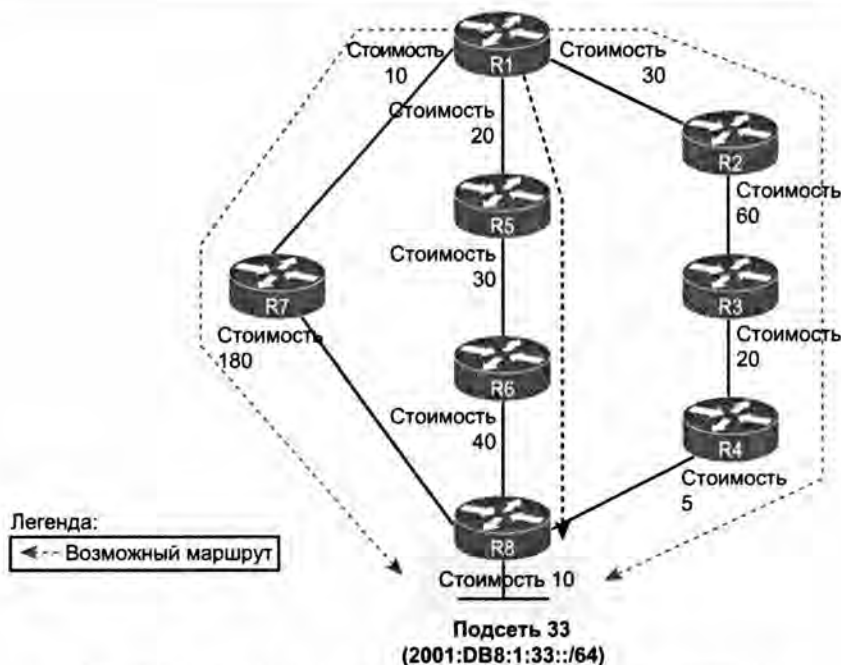 Стоимость
10
R1
Стоимость
30
Стоимость
20
R2
R5
Стоимость
60
Стоимость
30
R7
R3
Стоимость
180
Стоимость
20
R6
Стоимость
40
R4
Стоимость
5
Легенда:
Возможный маршрут
R8
Стоимость 10
Подсеть 33
(2001:DB8:1:33::/64)